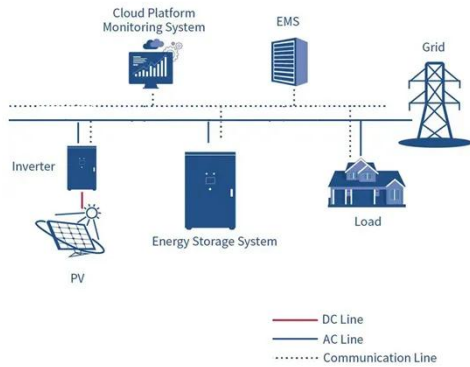 Cloud Platform
Monitoring System
EMS
Grid
Inverter
Energy Storage System
Load
PV
DC Line
AC Line
Communication Line